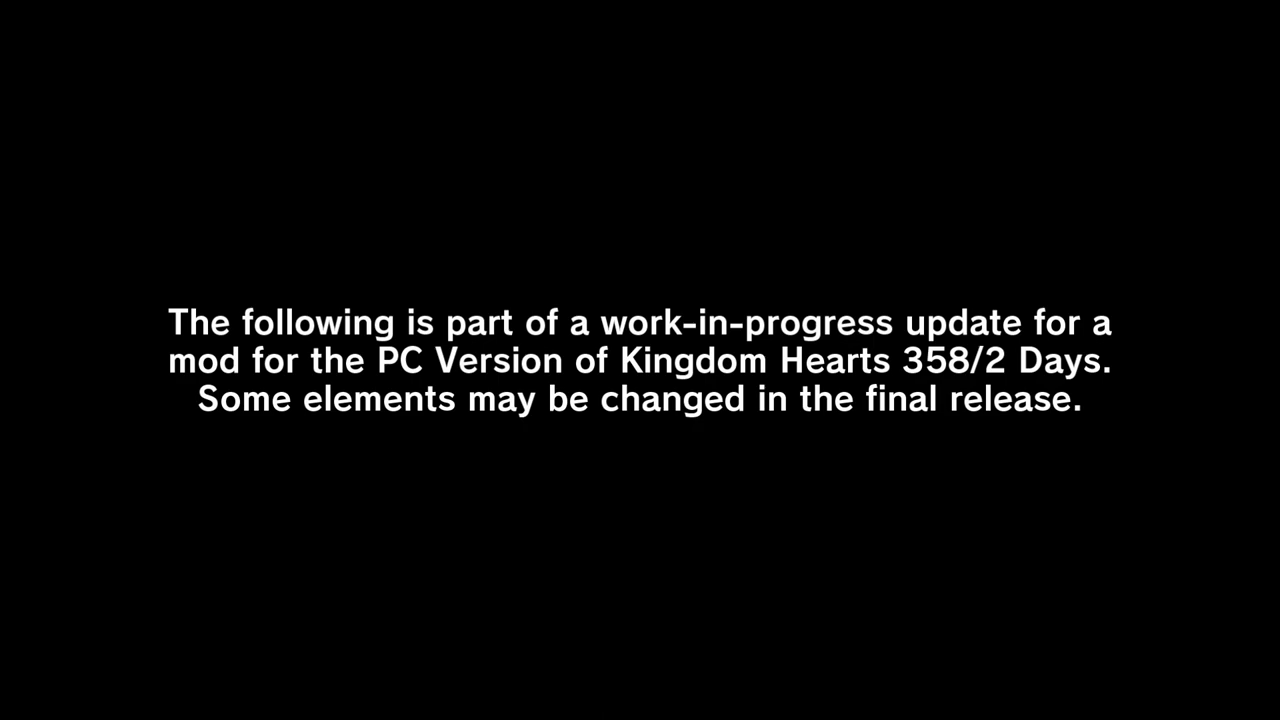 The following is part of a work-in-progress update for a
mod for the PC Version of Kingdom Hearts 358/2 Days.
Some elements may be changed in the final release.